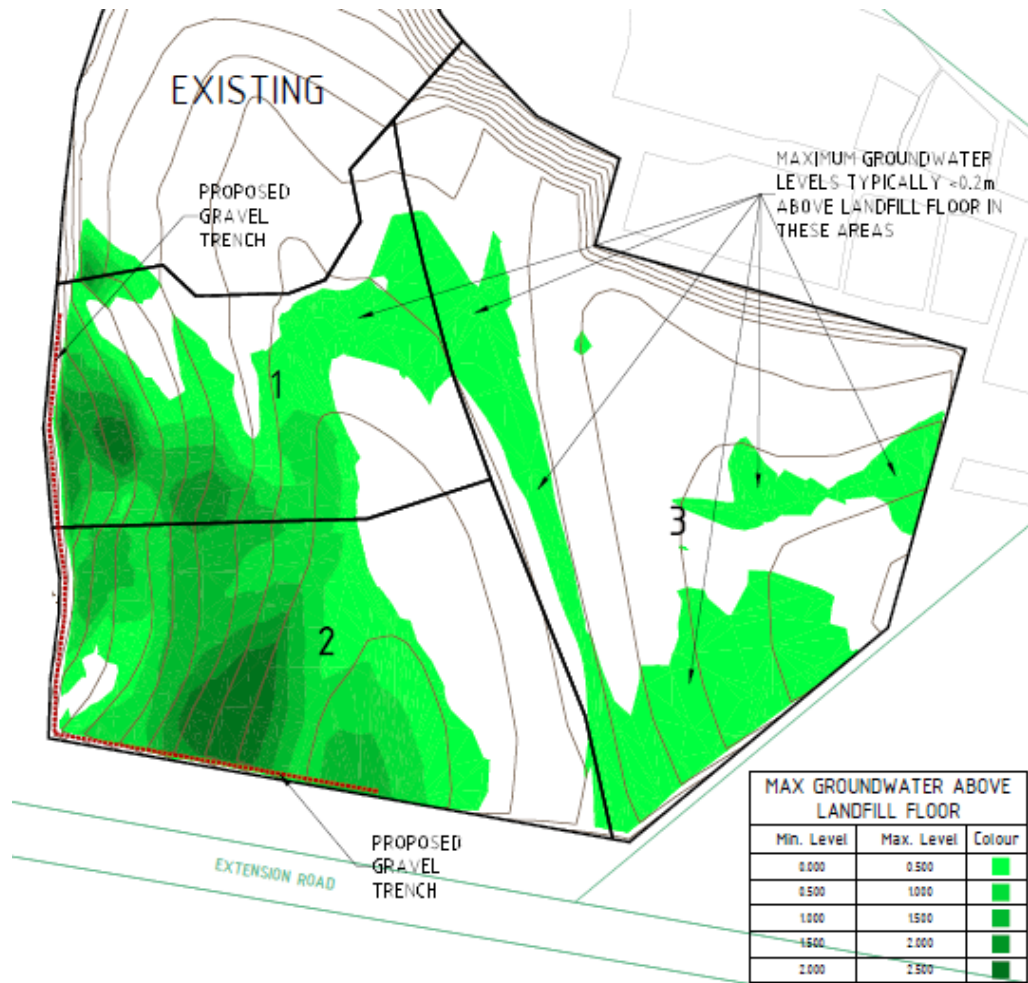 EXISTING
PROPOSED
GRAVEL
TRENCH
MAXIMUM GROUNDWATER
LEVELS TYPICALLY <0.2m
ABOVE LANDFILL FLOOR IN
THESE AREAS
1
2
3
PROPOSED
GRAVEL
TRENCH
EXTENSION ROAD
MAX GROUNDWATER ABOVE
LANDFILL FLOOR
Min. Level Max. Level Colour
0.000 0.500
0.500 1.000
1.000 1.500
1.500 2.000
2.000 2.500